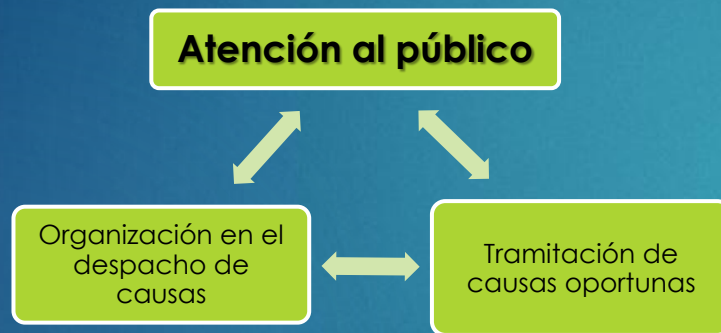 Atención al público
Organización en el
despacho de
causas
Tramitación de
causas oportunas